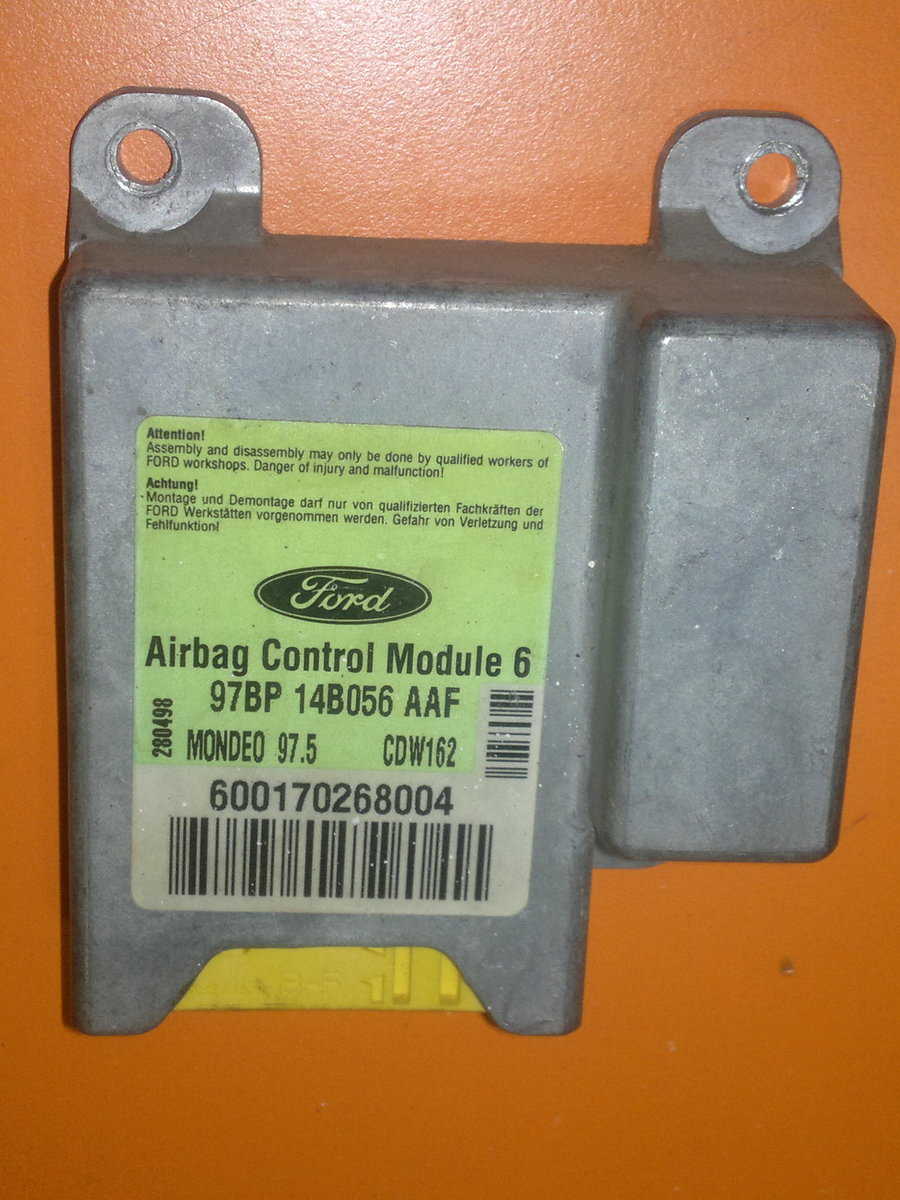 Attention!
Assembly and disassembly may only be done by qualified workers of
FORD workshops. Danger of injury and malfunction!
Achtung!
Montage und Demontage darf nur von qualifizierten Fachkräften der
FORD Werkstätten vorgenommen werden. Gefahr von Verletzung und
Fehlfunktion!
Ford
Airbag Control Module 6
97BP 14B056 AAF
280498
MONDEO 97.5 CDW162
600170268004